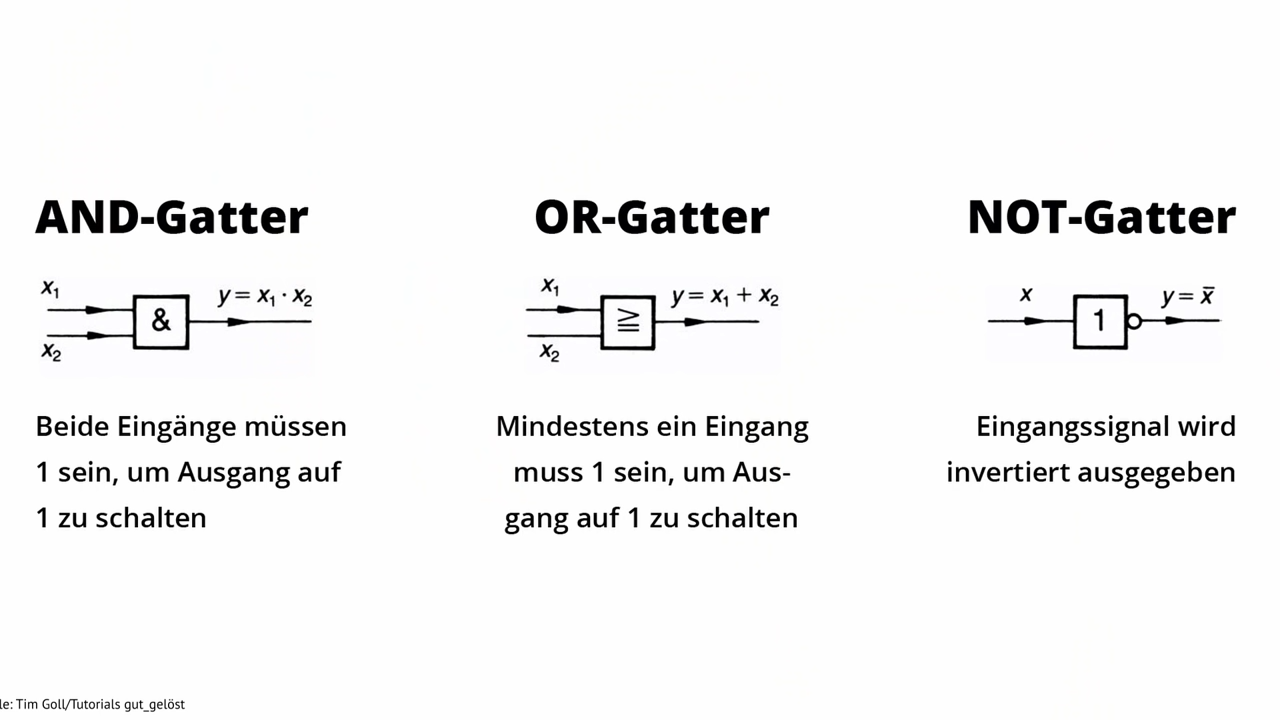 AND-Gatter
x₁
x₂
&
y = x₁ · x₂
Beide Eingänge müssen
1 sein, um Ausgang auf
1 zu schalten
OR-Gatter
x₁
x₂
≧
y = x₁ + x₂
Mindestens ein Eingang
muss 1 sein, um Aus-
gang auf 1 zu schalten
NOT-Gatter
x
1
y = x̄
Eingangssignal wird
invertiert ausgegeben
le: Tim Goll/Tutorials gut_gelöst